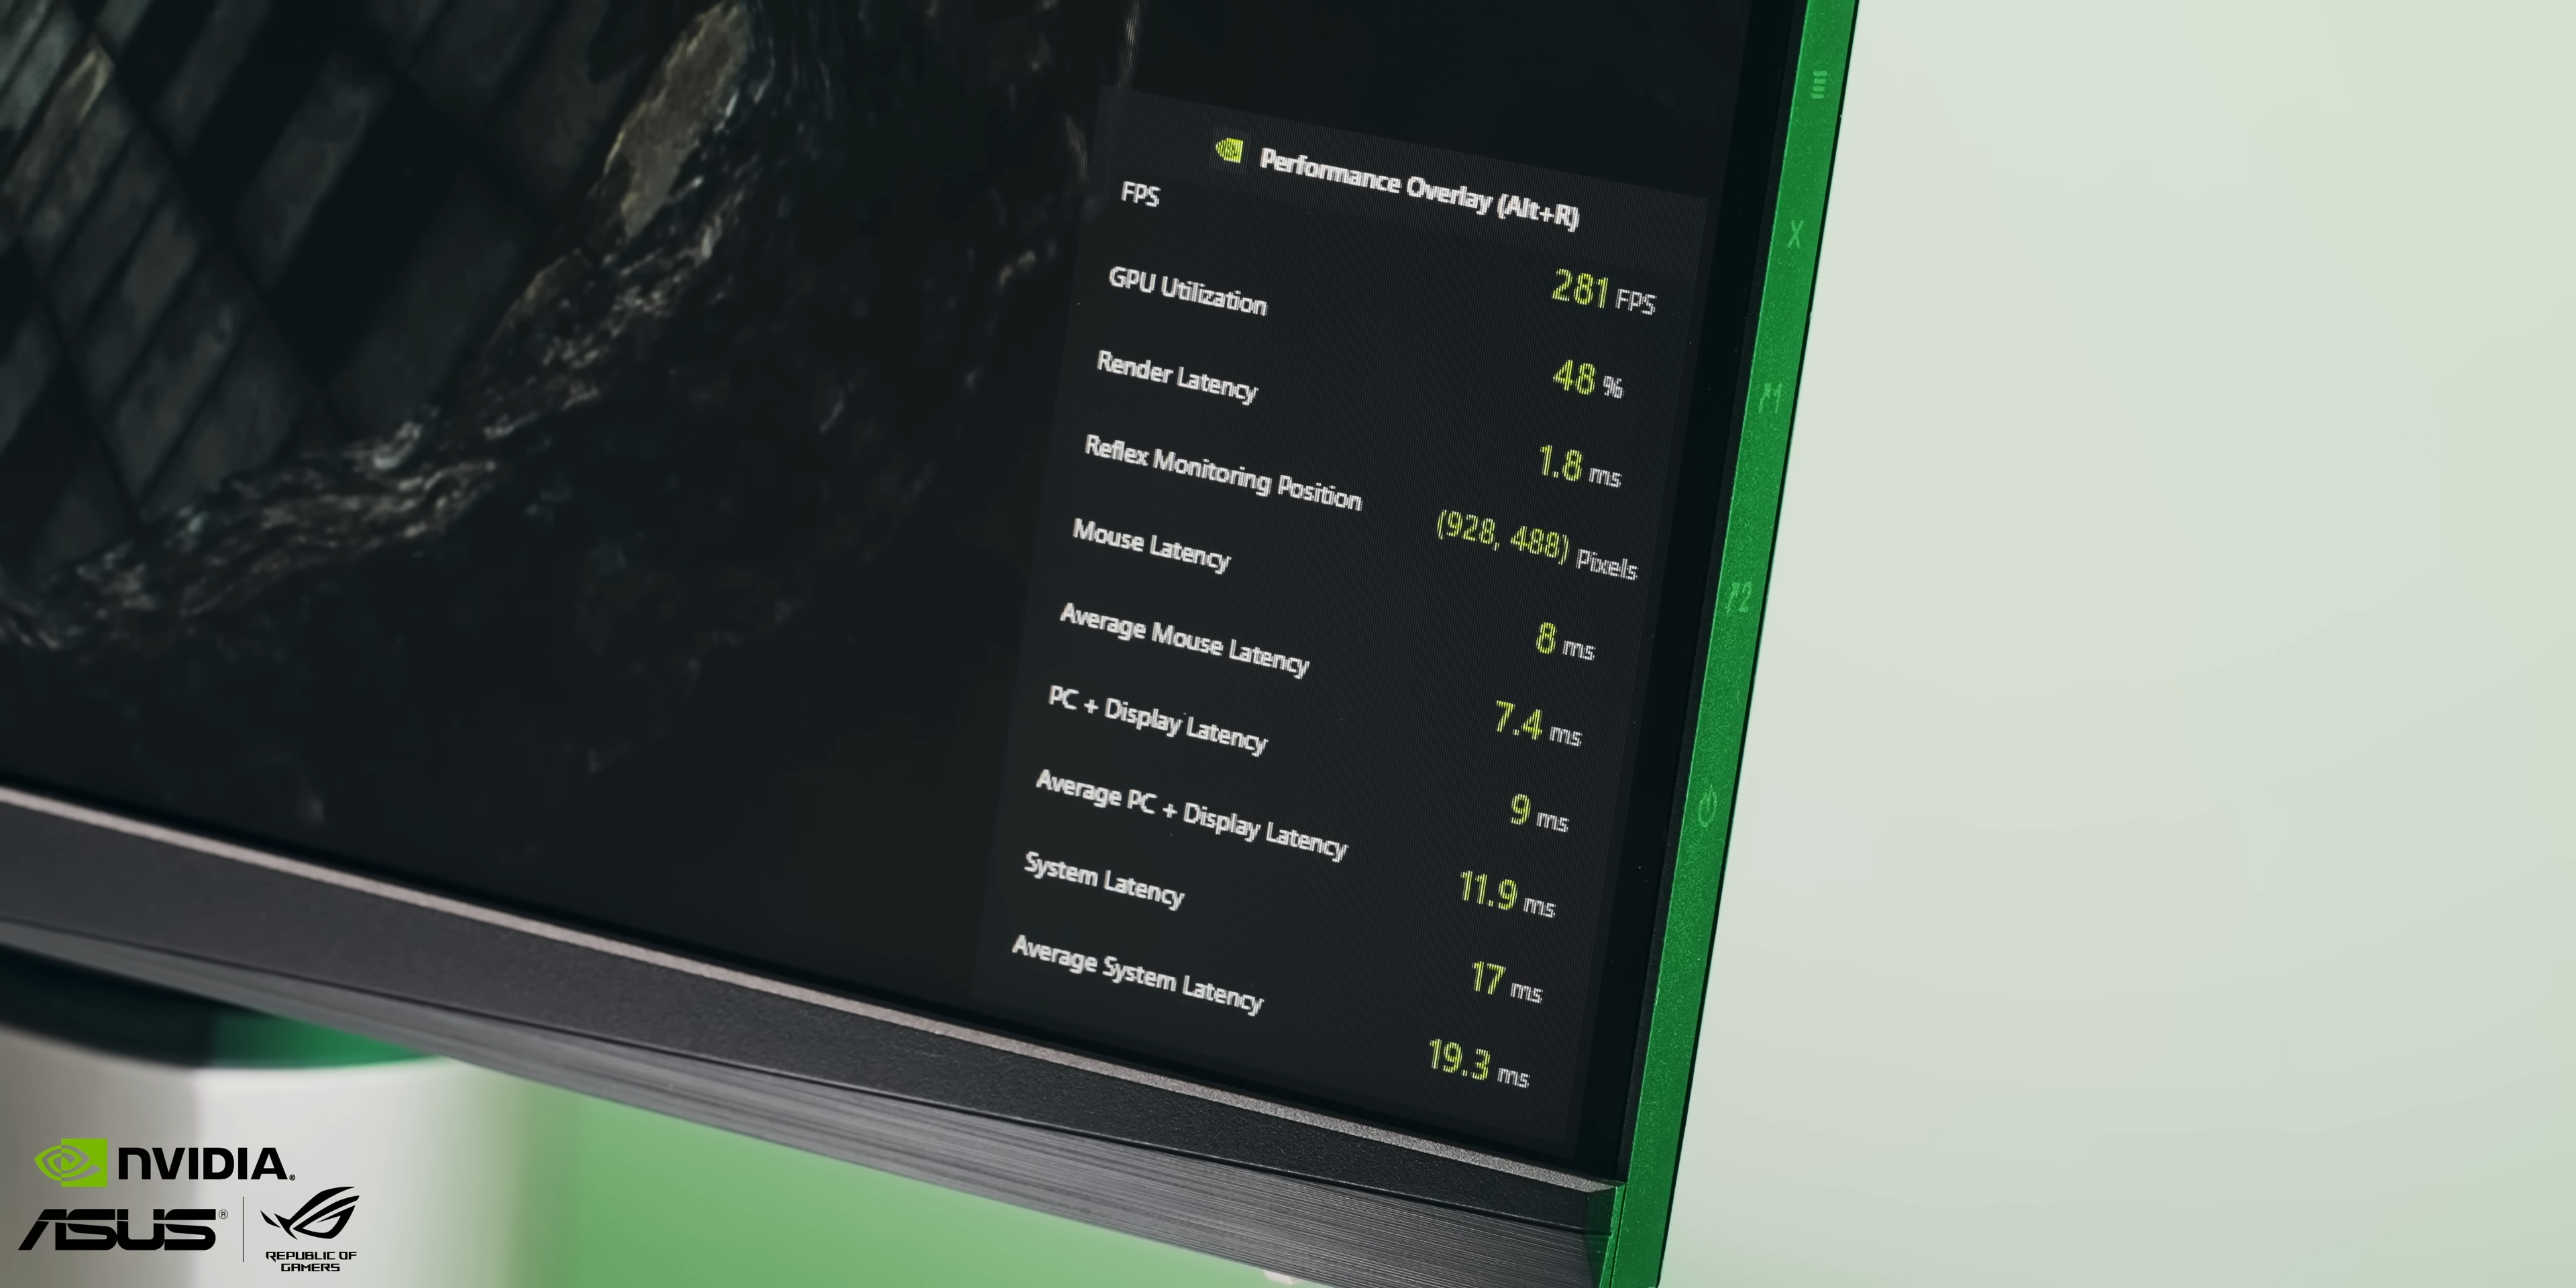 Performance Overlay (Alt+R)
FPS 281 FPS
GPU Utilization 48 %
Render Latency 1.8 ms
Reflex Monitoring Position (928, 488) Pixels
Mouse Latency 8 ms
Average Mouse Latency 7.4 ms
PC + Display Latency 9 ms
Average PC + Display Latency 11.9 ms
System Latency 17 ms
Average System Latency 19.3 ms
X
NVIDIA.
ASUS®
REPUBLIC OF
GAMERS